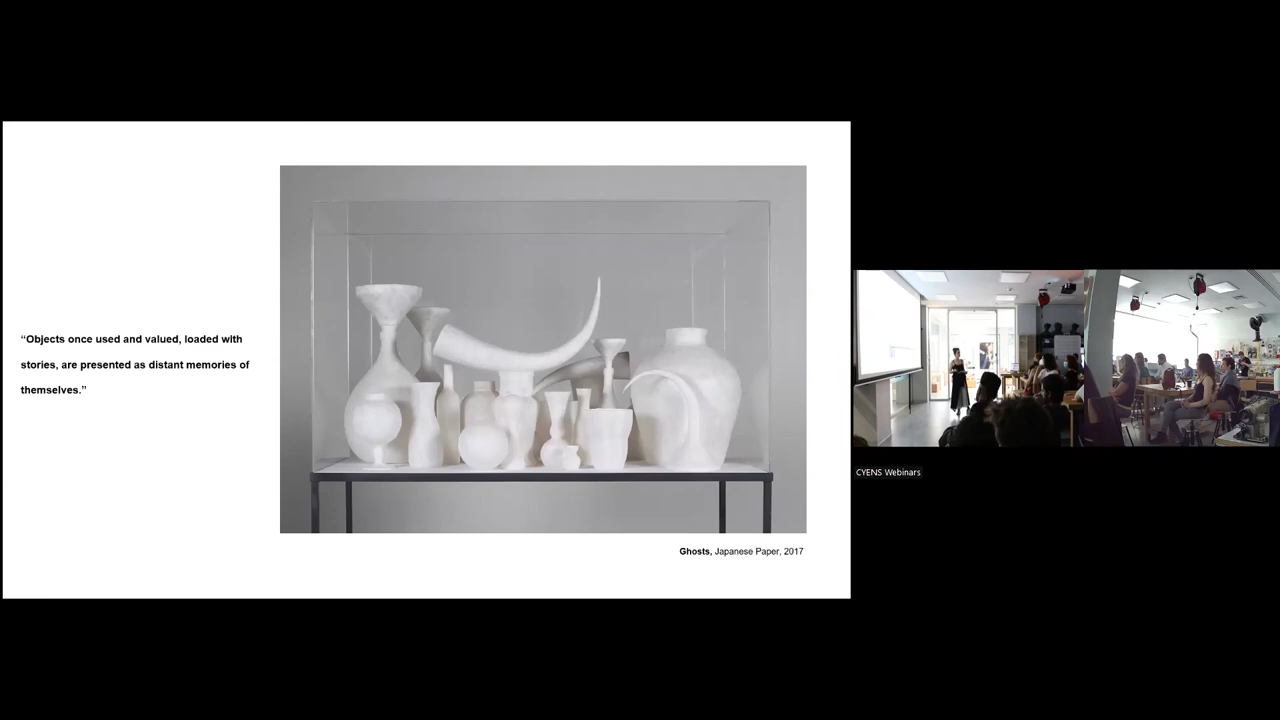 “Objects once used and valued, loaded with
stories, are presented as distant memories of
themselves.”
Ghosts, Japanese Paper, 2017
CYENS Webinars